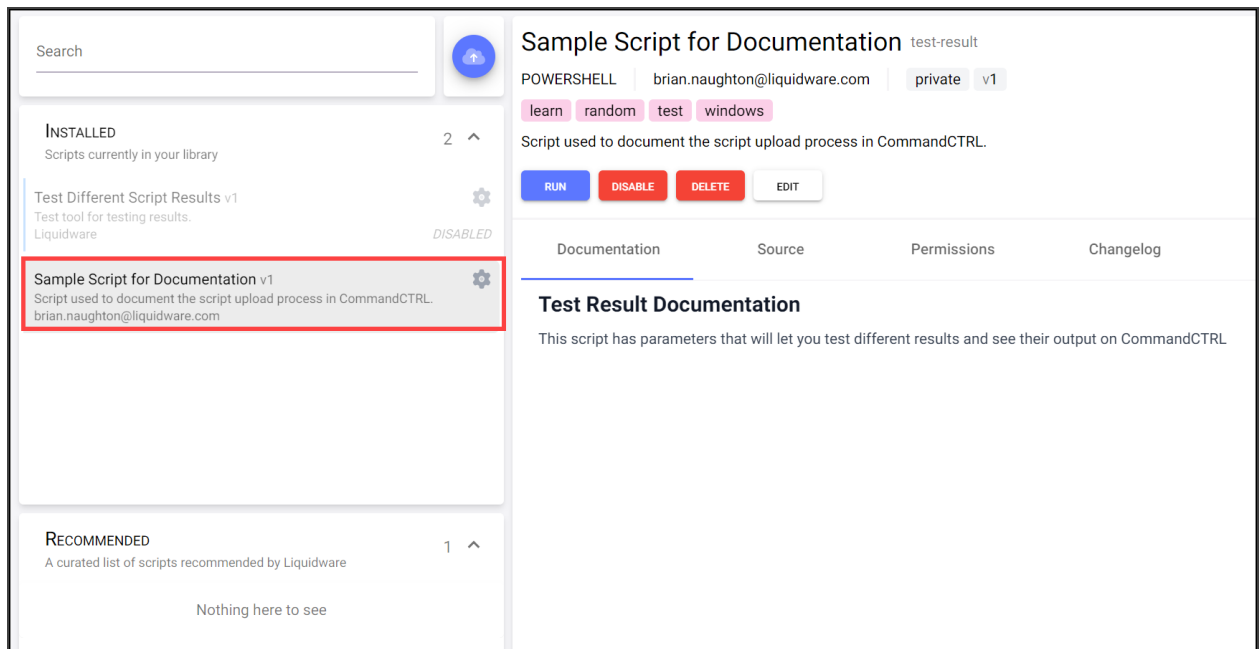 Search
INSTALLED
2
Scripts currently in your library
Test Different Script Results v1
Test tool for testing results.
Liquidware
DISABLED
Sample Script for Documentation v1
Script used to document the script upload process in CommandCTRL.
brian.naughton@liquidware.com
RECOMMENDED
1
A curated list of scripts recommended by Liquidware
Nothing here to see
Sample Script for Documentation test-result
POWERSHELL brian.naughton@liquidware.com private v1
learn random test windows
Script used to document the script upload process in CommandCTRL.
RUN DISABLE DELETE EDIT
Documentation Source Permissions Changelog
Test Result Documentation
This script has parameters that will let you test different results and see their output on CommandCTRL